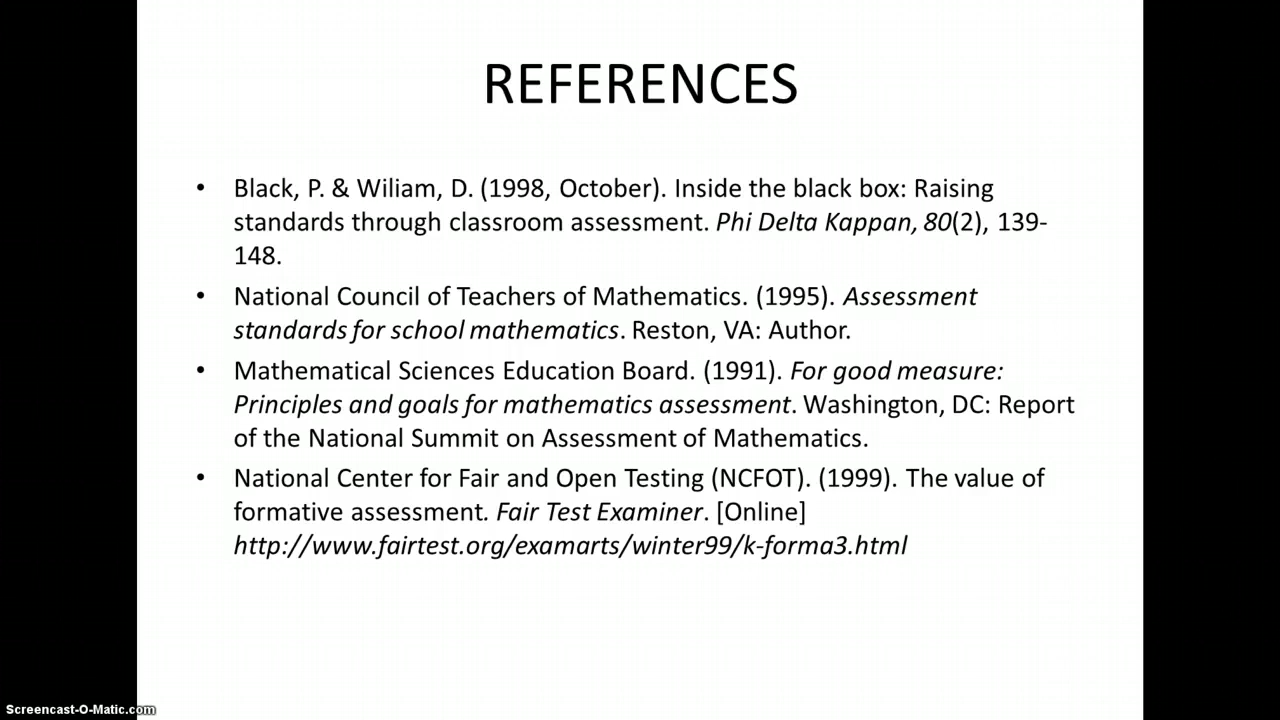 REFERENCES
• Black, P. & Wiliam, D. (1998, October). Inside the black box: Raising
standards through classroom assessment. Phi Delta Kappan, 80(2), 139-
148.
• National Council of Teachers of Mathematics. (1995). Assessment
standards for school mathematics. Reston, VA: Author.
• Mathematical Sciences Education Board. (1991). For good measure:
Principles and goals for mathematics assessment. Washington, DC: Report
of the National Summit on Assessment of Mathematics.
• National Center for Fair and Open Testing (NCFOT). (1999). The value of
formative assessment. Fair Test Examiner. [Online]
http://www.fairtest.org/examarts/winter99/k-forma3.html
Screencast-O-Matic.com